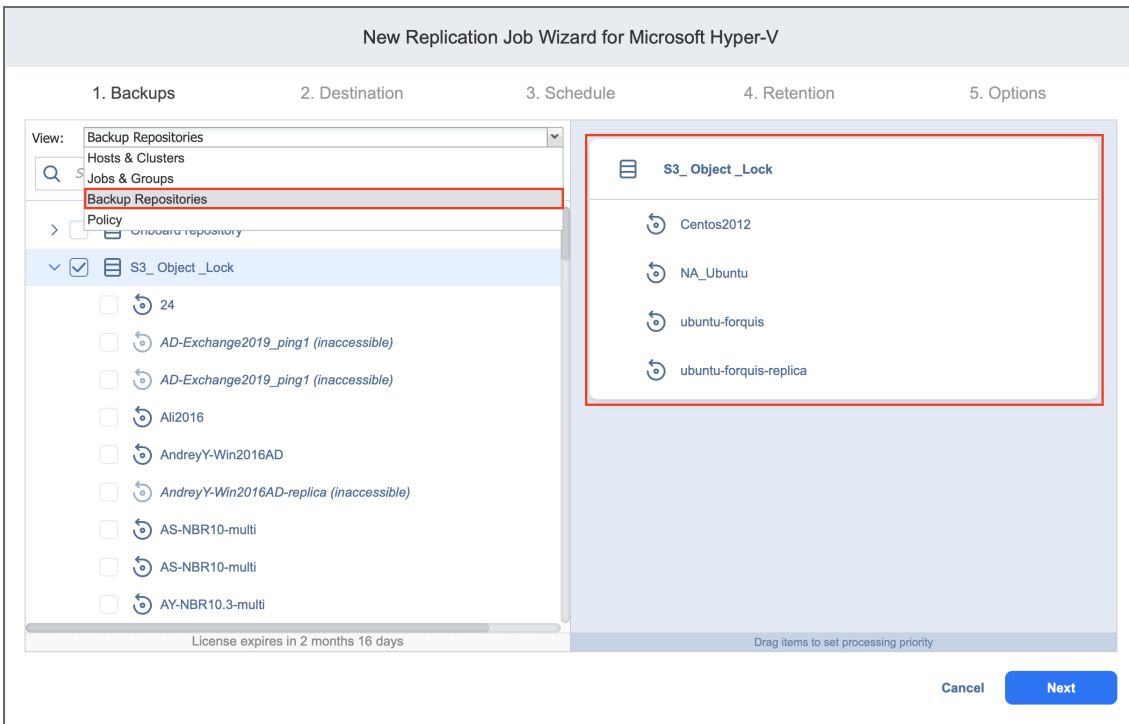 New Replication Job Wizard for Microsoft Hyper-V
1. Backups 2. Destination 3. Schedule 4. Retention 5. Options
View: Backup Repositories
Hosts & Clusters
S
Jobs & Groups
Backup Repositories
Policy
Onboard repository
S3_ Object _Lock
24
AD-Exchange2019_ping1 (inaccessible)
AD-Exchange2019_ping1 (inaccessible)
Ali2016
AndreyY-Win2016AD
AndreyY-Win2016AD-replica (inaccessible)
AS-NBR10-multi
AS-NBR10-multi
AY-NBR10.3-multi
License expires in 2 months 16 days
S3_ Object _Lock
Centos2012
NA_Ubuntu
ubuntu-forquis
ubuntu-forquis-replica
Drag items to set processing priority
Cancel Next